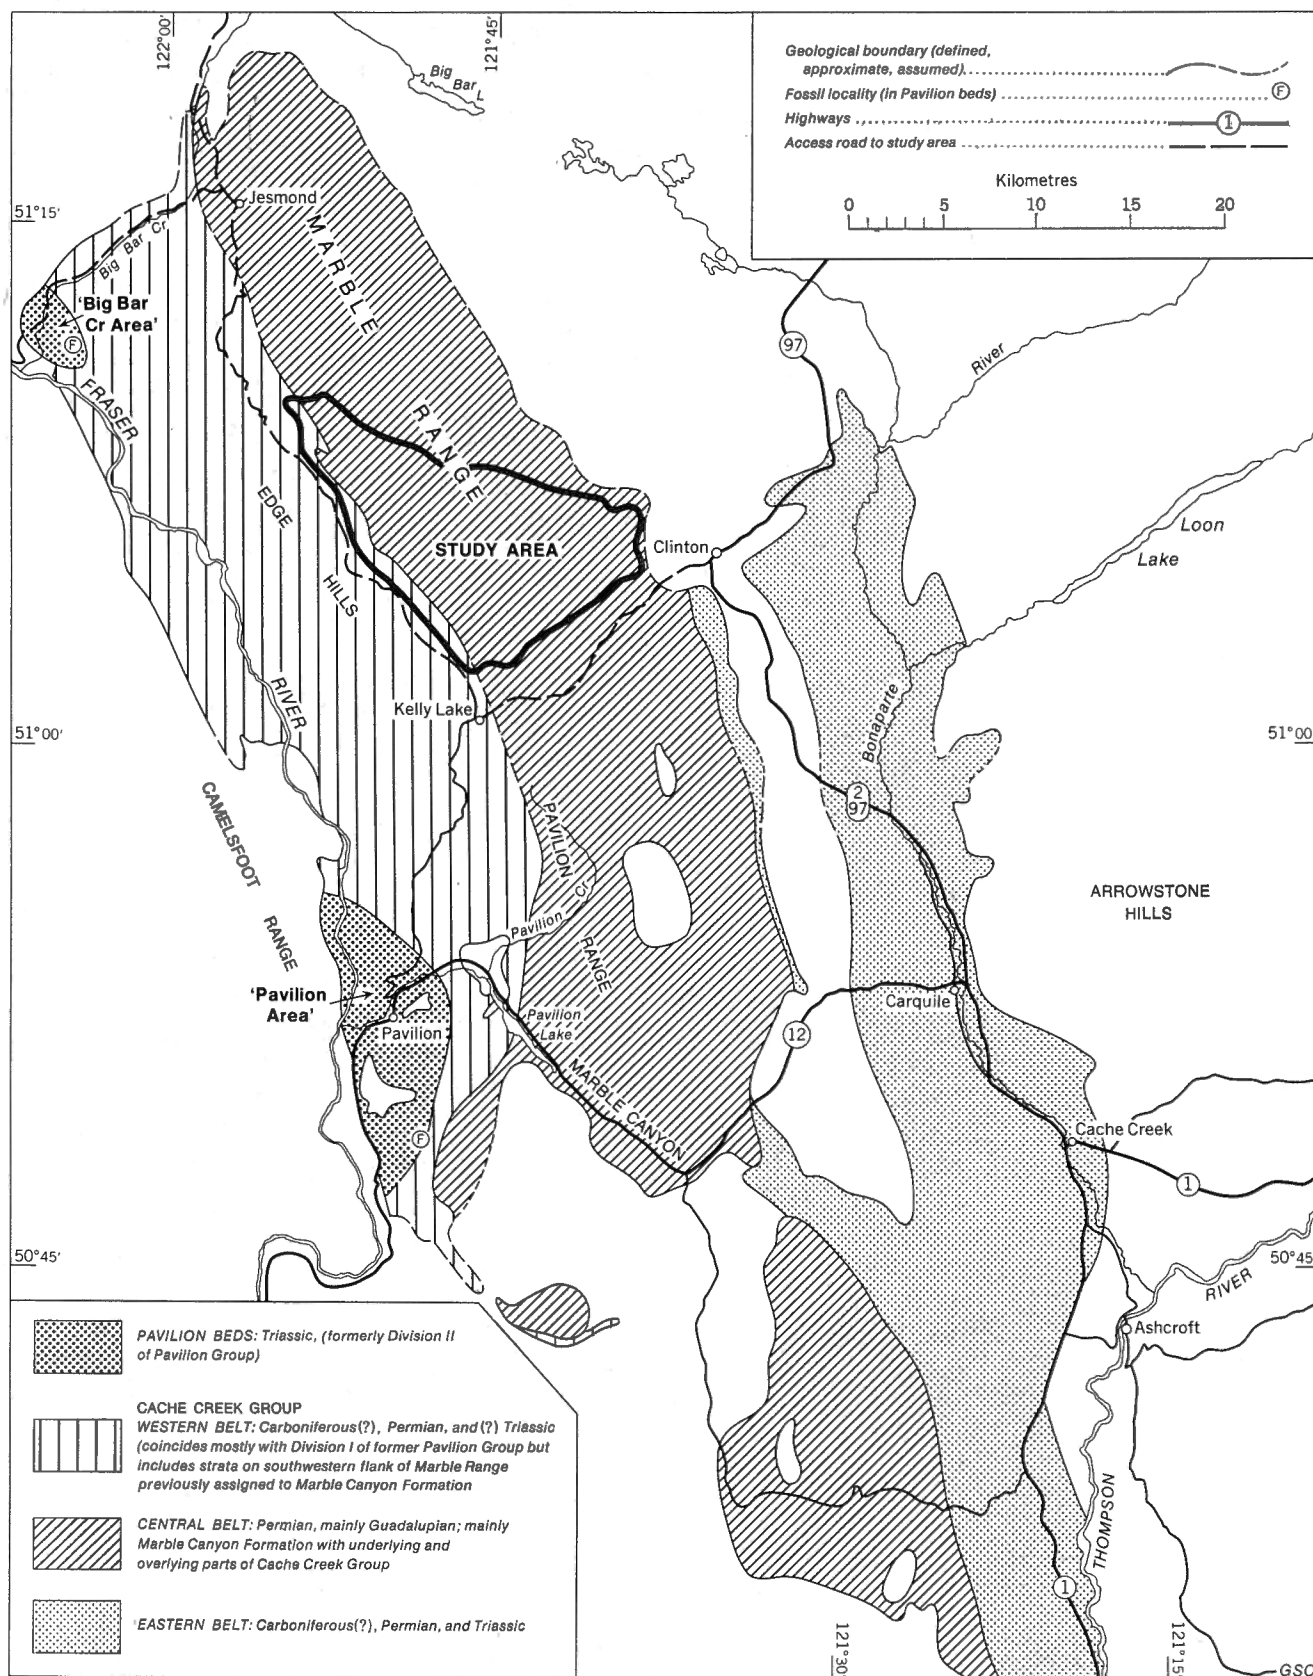 122°00'
121°45'
Big
Bar L
Geological boundary (defined,
approximate, assumed)
Fossil locality (in Pavilion beds)
F
Highways
1
Access road to study area
Kilometres
0 5 10 15 20
51°15'
Jesmond
Big Bar Cr
MARBLE
RANGE
'Big Bar
Cr Area'
F
97
River
FRASER
EDGE
HILLS
STUDY AREA
Clinton
Loon
Lake
RIVER
Kelly Lake
Bonaparte
51°00'
51°00'
2
97
CAMELSFOOT
RANGE
PAVILION
RANGE
Cr
Pavilion
ARROWSTONE
HILLS
'Pavilion
Area'
Pavilion
Pavilion
Lake
Carquile
12
MARBLE CANYON
F
Cache Creek
1
50°45'
50°45'
RIVER
Ashcroft
THOMPSON
1
121°30'
121°15'
GSC
PAVILION BEDS: Triassic, (formerly Division II
of Pavilion Group)
CACHE CREEK GROUP
WESTERN BELT: Carboniferous(?), Permian, and (?) Triassic
(coincides mostly with Division I of former Pavilion Group but
includes strata on southwestern flank of Marble Range
previously assigned to Marble Canyon Formation
CENTRAL BELT: Permian, mainly Guadalupian; mainly
Marble Canyon Formation with underlying and
overlying parts of Cache Creek Group
EASTERN BELT: Carboniferous(?), Permian, and Triassic